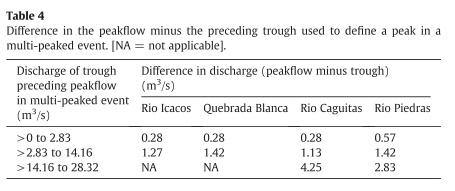 Table 4
Difference in the peakflow minus the preceding trough used to define a peak in a
multi-peaked event. [NA = not applicable].
Discharge of trough Difference in discharge (peakflow minus trough)
preceding peakflow (m³/s)
in multi-peaked event Rio Icacos Quebrada Blanca Rio Caguitas Rio Piedras
(m³/s)
>0 to 2.83 0.28 0.28 0.28 0.57
>2.83 to 14.16 1.27 1.42 1.13 1.42
>14.16 to 28.32 NA NA 4.25 2.83